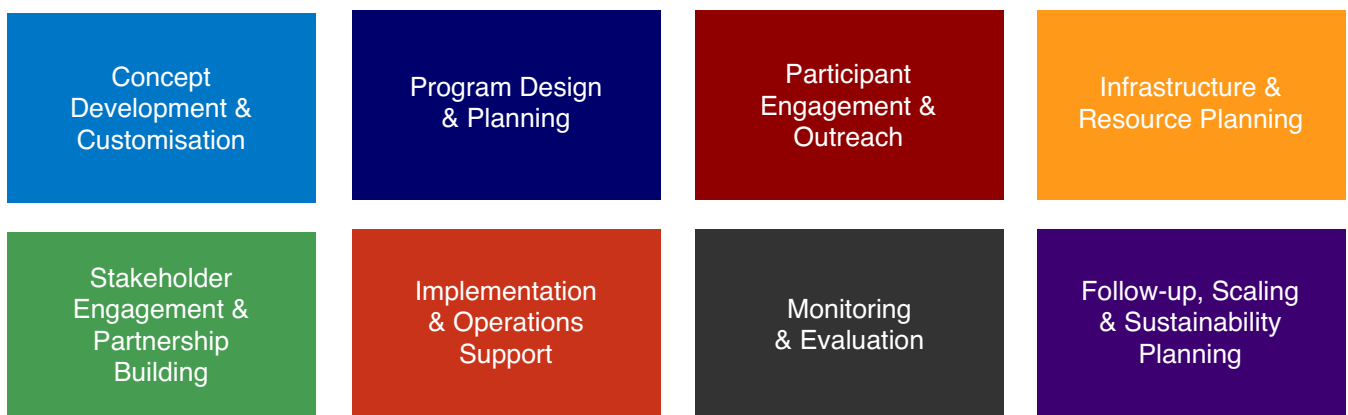 Concept
Development &
Customisation
Program Design
& Planning
Participant
Engagement &
Outreach
Infrastructure &
Resource Planning
Stakeholder
Engagement &
Partnership
Building
Implementation
& Operations
Support
Monitoring
& Evaluation
Follow-up, Scaling
& Sustainability
Planning